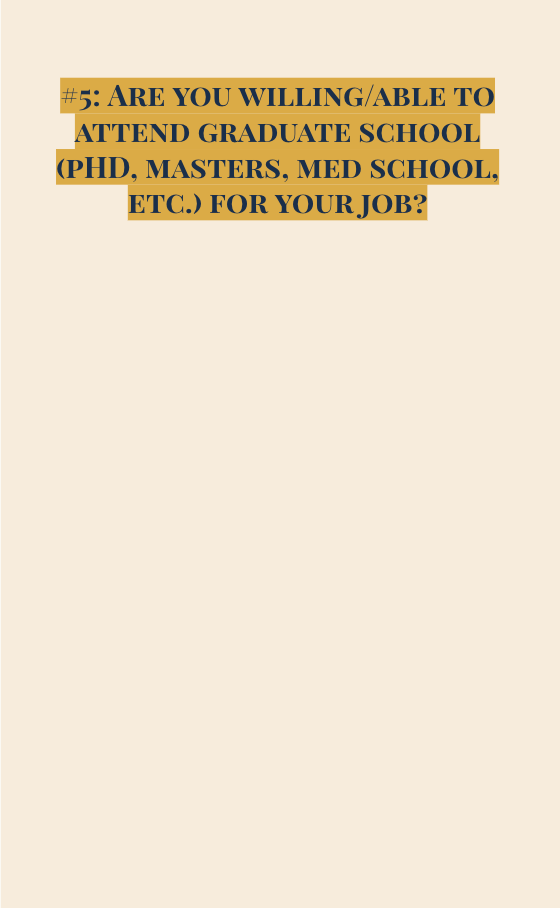 #5: Are you willing/able to
attend graduate school
(pHD, masters, med school,
etc.) for your job?